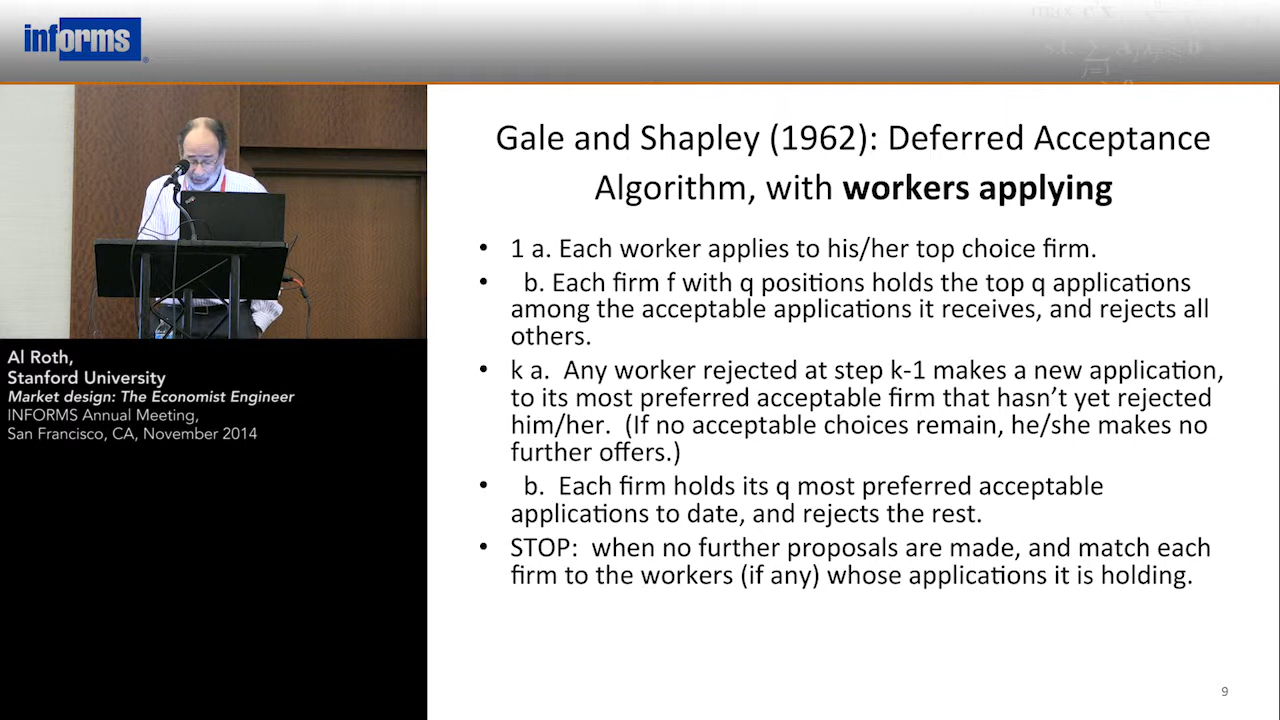 informs
Al Roth,
Stanford University
Market design: The Economist Engineer
INFORMS Annual Meeting,
San Francisco, CA, November 2014
Gale and Shapley (1962): Deferred Acceptance
Algorithm, with workers applying
• 1 a. Each worker applies to his/her top choice firm.
• b. Each firm f with q positions holds the top q applications
among the acceptable applications it receives, and rejects all
others.
• k a. Any worker rejected at step k-1 makes a new application,
to its most preferred acceptable firm that hasn't yet rejected
him/her. (If no acceptable choices remain, he/she makes no
further offers.)
• b. Each firm holds its q most preferred acceptable
applications to date, and rejects the rest.
• STOP: when no further proposals are made, and match each
firm to the workers (if any) whose applications it is holding.
9